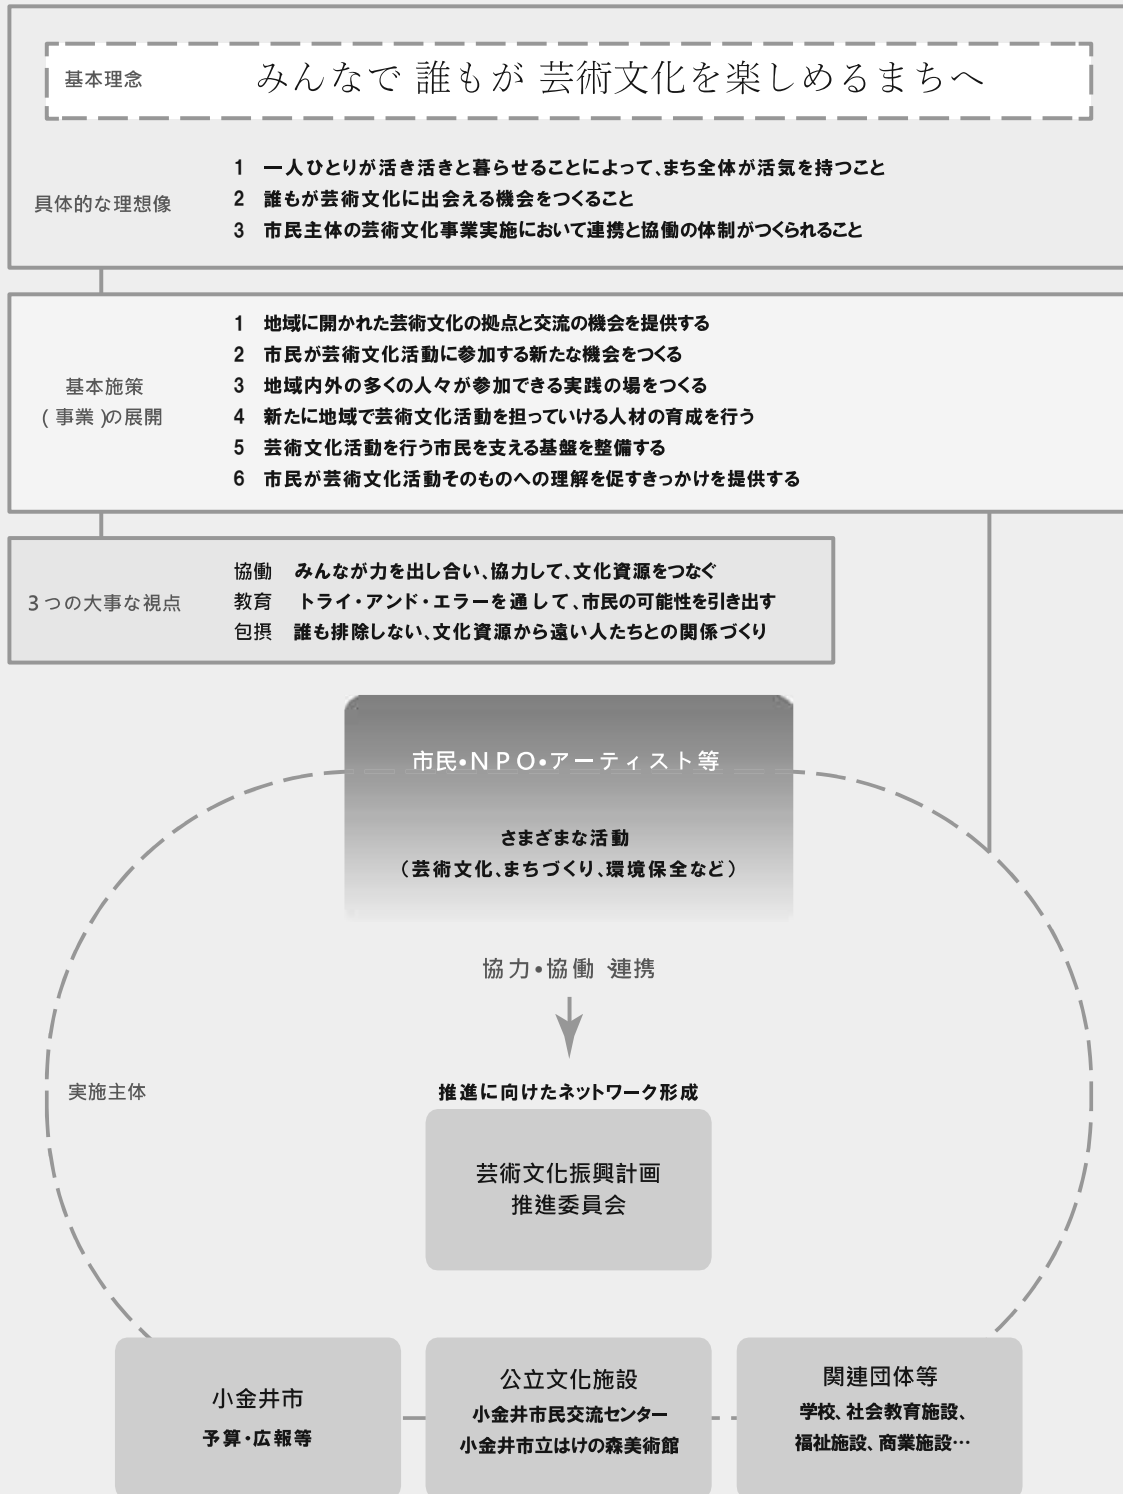 基本理念 みんなで 誰もが 芸術文化を楽しめるまちへ
具体的な理想像
1 一人ひとりが活き活きと暮らせることによって、まち全体が活気を持つこと
2 誰もが芸術文化に出会える機会をつくること
3 市民主体の芸術文化事業実施において連携と協働の体制がつくられること
基本施策
(事業)の展開
1 地域に開かれた芸術文化の拠点と交流の機会を提供する
2 市民が芸術文化活動に参加する新たな機会をつくる
3 地域内外の多くの人々が参加できる実践の場をつくる
4 新たに地域で芸術文化活動を担っていける人材の育成を行う
5 芸術文化活動を行う市民を支える基盤を整備する
6 市民が芸術文化活動そのものへの理解を促すきっかけを提供する
3つの大事な視点
協働 みんなが力を出し合い、協力して、文化資源をつなぐ
教育 トライ・アンド・エラーを通して、市民の可能性を引き出す
包摂 誰も排除しない、文化資源から遠い人たちとの関係づくり
市民・NPO・アーティスト等
さまざまな活動
(芸術文化、まちづくり、環境保全など)
協力・協働・連携
実施主体
推進に向けたネットワーク形成
芸術文化振興計画
推進委員会
小金井市
予算・広報等
公立文化施設
小金井市民交流センター
小金井市立はけの森美術館
関連団体等
学校、社会教育施設、
福祉施設、商業施設…